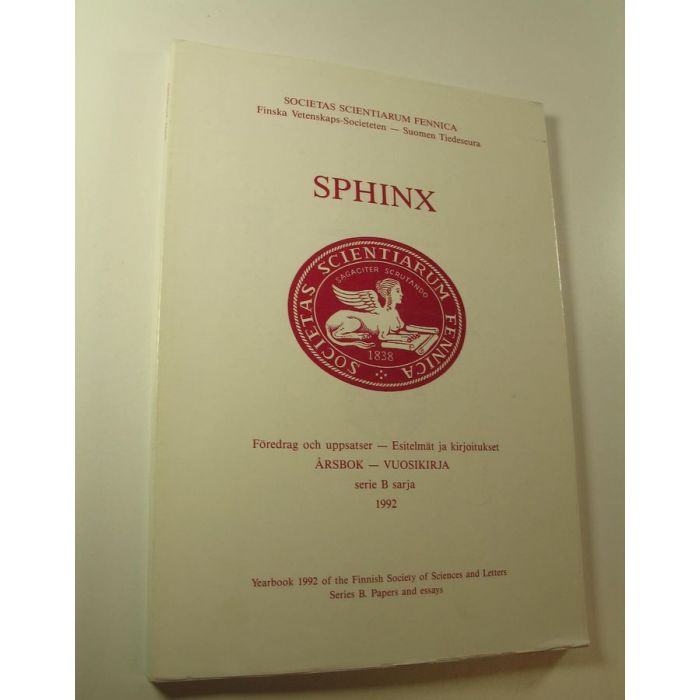 SOCIETAS SCIENTIARUM FENNICA
Finska Vetenskaps-Societeten — Suomen Tiedeseura
SPHINX
SOCIETAS SCIENTIARUM FENNICA
SAGACITER SCRUTANDO
1838
Föredrag och uppsatser — Esitelmät ja kirjoitukset
ÅRSBOK — VUOSIKIRJA
serie B sarja
1992
Yearbook 1992 of the Finnish Society of Sciences and Letters
Series B. Papers and essays